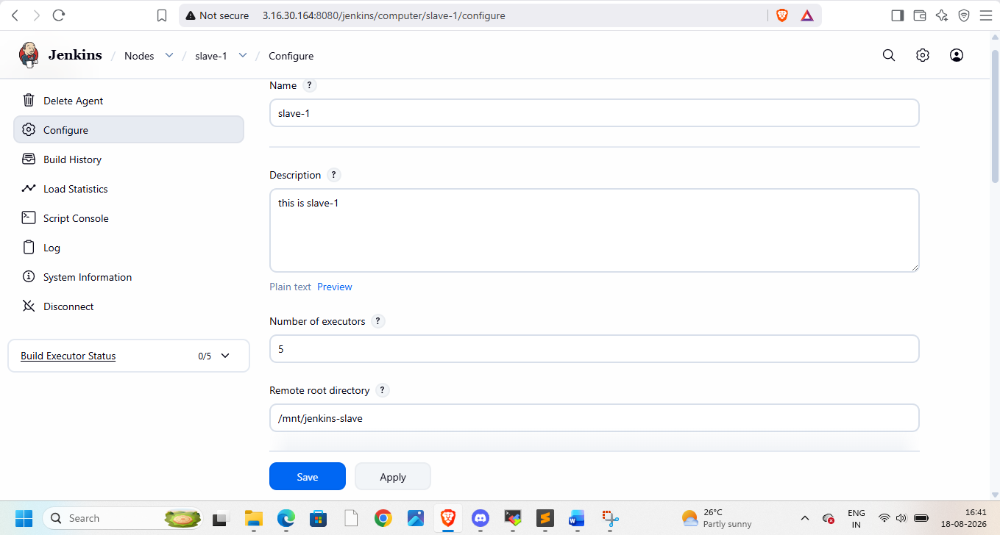 Not secure 3.16.30.164:8080/jenkins/computer/slave-1/configure
Jenkins / Nodes / slave-1 / Configure
Delete Agent
Configure
Build History
Load Statistics
Script Console
Log
System Information
Disconnect
Build Executor Status 0/5
Name ?
slave-1
Description ?
this is slave-1
Plain text Preview
Number of executors ?
5
Remote root directory ?
/mnt/jenkins-slave
Save Apply
Search
26°C
Partly sunny
ENG
IN
16:41
18-08-2026